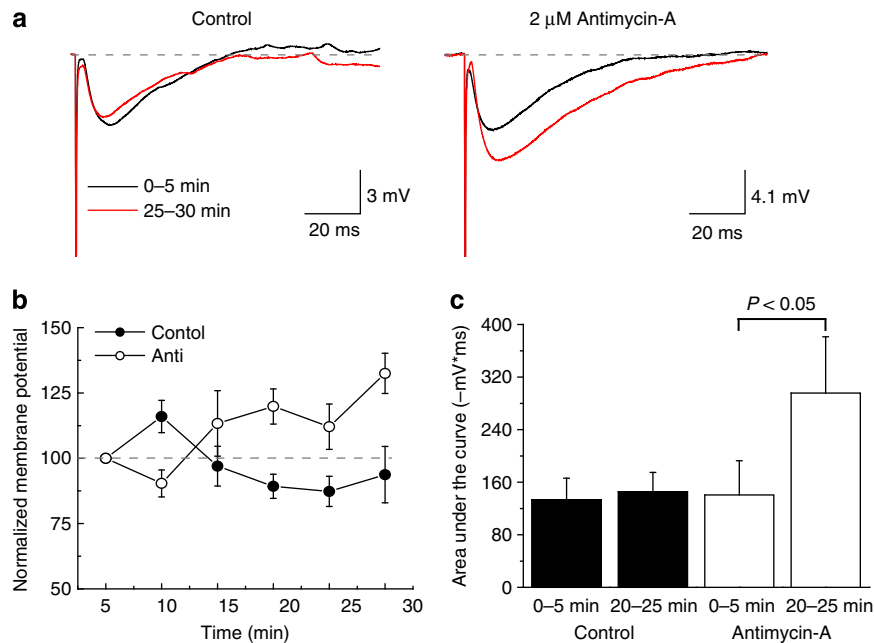 a
Control
2 μM Antimycin-A
0–5 min
25–30 min
3 mV
20 ms
4.1 mV
20 ms
b
Normalized membrane potential
150
125
100
75
50
Contol
Anti
5 10 15 20 25 30
Time (min)
c
P < 0.05
Area under the curve (–mV*ms)
400
320
240
160
80
0
0–5 min 20–25 min 0–5 min 20–25 min
Control Antimycin-A